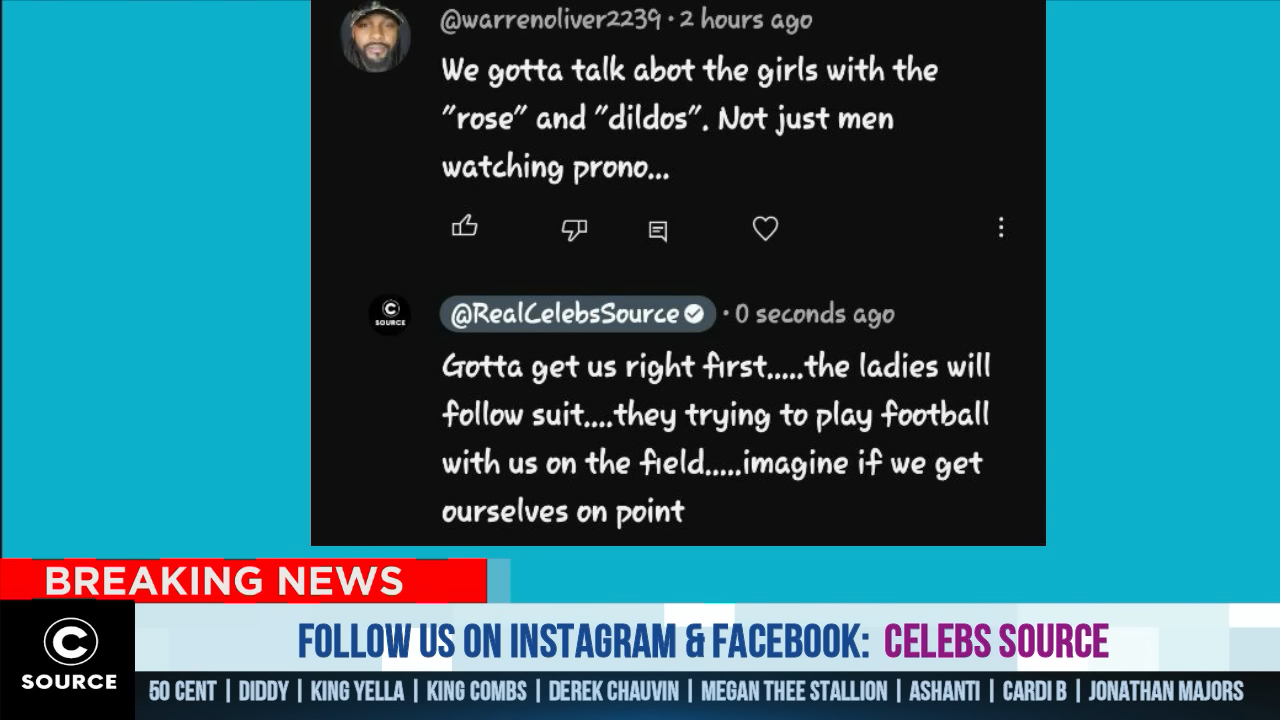 @warrenoliver2239 · 2 hours ago
We gotta talk abot the girls with the
"rose" and "dildos". Not just men
watching prono...
C
SOURCE
@RealCelebsSource · 0 seconds ago
Gotta get us right first.....the ladies will
follow suit....they trying to play football
with us on the field.....imagine if we get
ourselves on point
BREAKING NEWS
C
SOURCE
FOLLOW US ON INSTAGRAM & FACEBOOK: CELEBS SOURCE
50 CENT | DIDDY | KING YELLA | KING COMBS | DEREK CHAUVIN | MEGAN THEE STALLION | ASHANTI | CARDI B | JONATHAN MAJORS